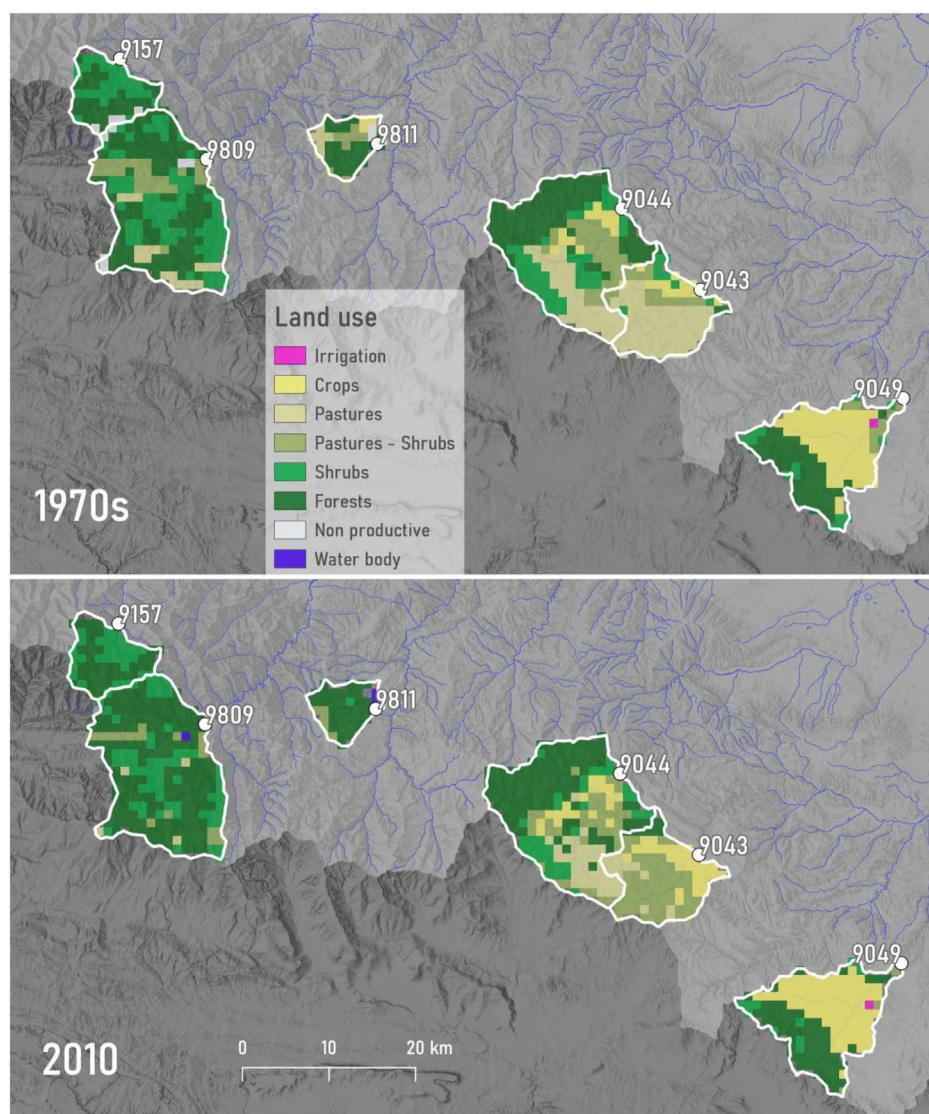 9157
9809
9811
9044
9043
9049
Land use
Irrigation
Crops
Pastures
Pastures - Shrubs
Shrubs
Forests
Non productive
Water body
1970s
9157
9809
9811
9044
9043
9049
2010
0 10 20 km